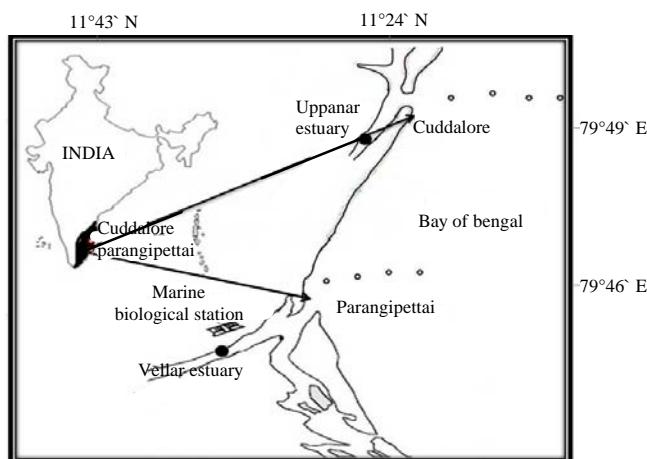 11°43` N
11°24` N
Uppanar
estuary
Cuddalore
79°49` E
INDIA
Bay of bengal
Cuddalore
parangipettai
79°46` E
Marine
biological station
Parangipettai
Vellar estuary